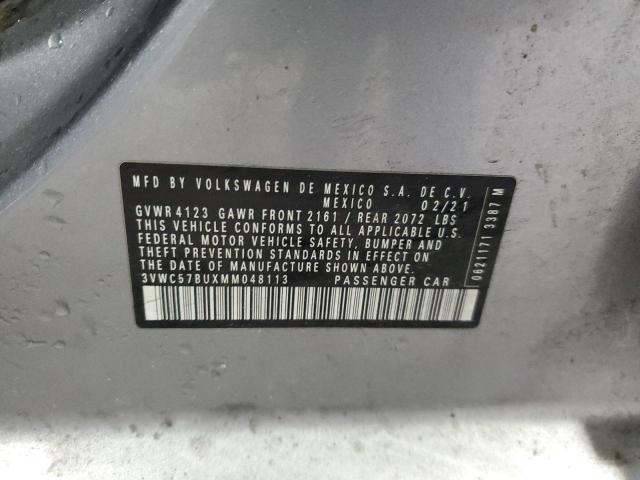 MFD BY VOLKSWAGEN DE MEXICO S.A. DE C.V.
MEXICO 02/21
GVWR 4123 GAWR FRONT 2161 / REAR 2072 LBS
THIS VEHICLE CONFORMS TO ALL APPLICABLE U.S.
FEDERAL MOTOR VEHICLE SAFETY, BUMPER AND
THEFT PREVENTION STANDARDS IN EFFECT ON
THE DATE OF MANUFACTURE SHOWN ABOVE.
3VWC57BUXMM048113 PASSENGER CAR
0621171 3387 M